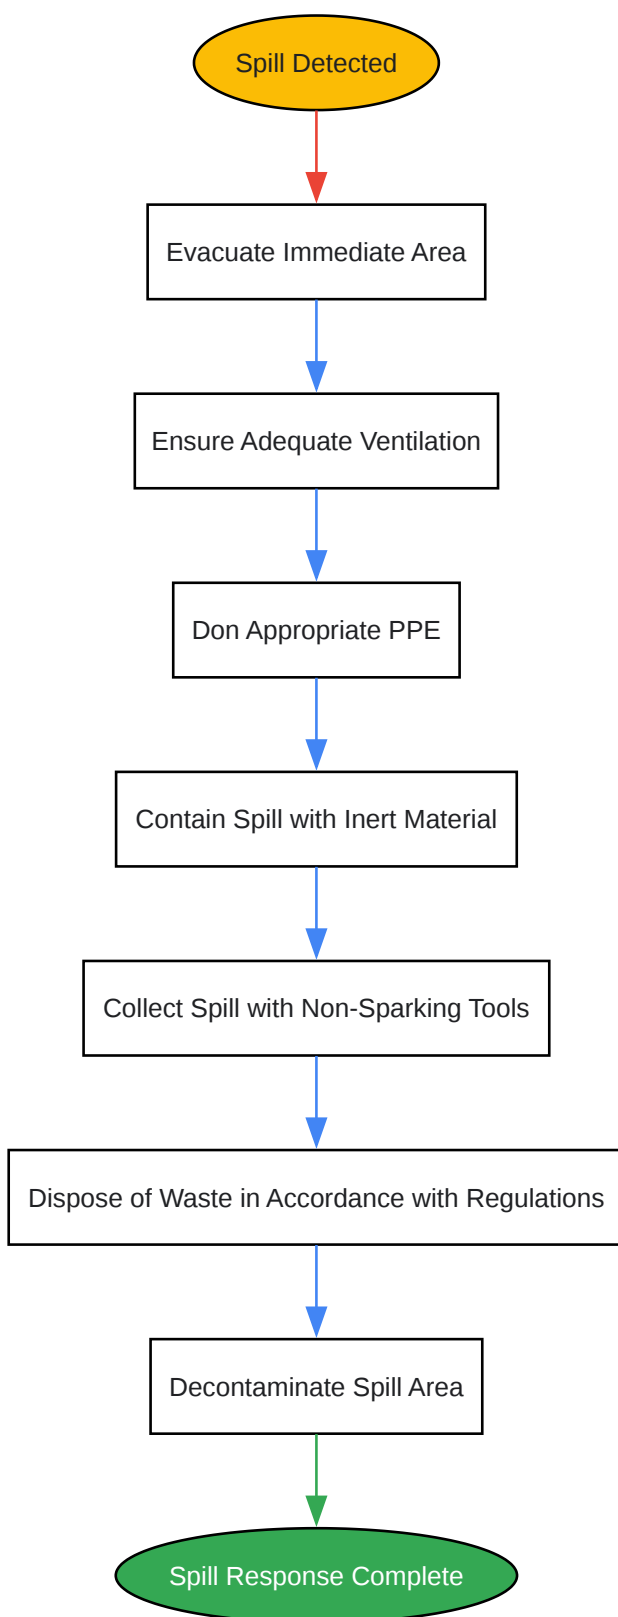 Spill Detected
Evacuate Immediate Area
Ensure Adequate Ventilation
Don Appropriate PPE
Contain Spill with Inert Material
Collect Spill with Non-Sparking Tools
Dispose of Waste in Accordance with Regulations
Decontaminate Spill Area
Spill Response Complete